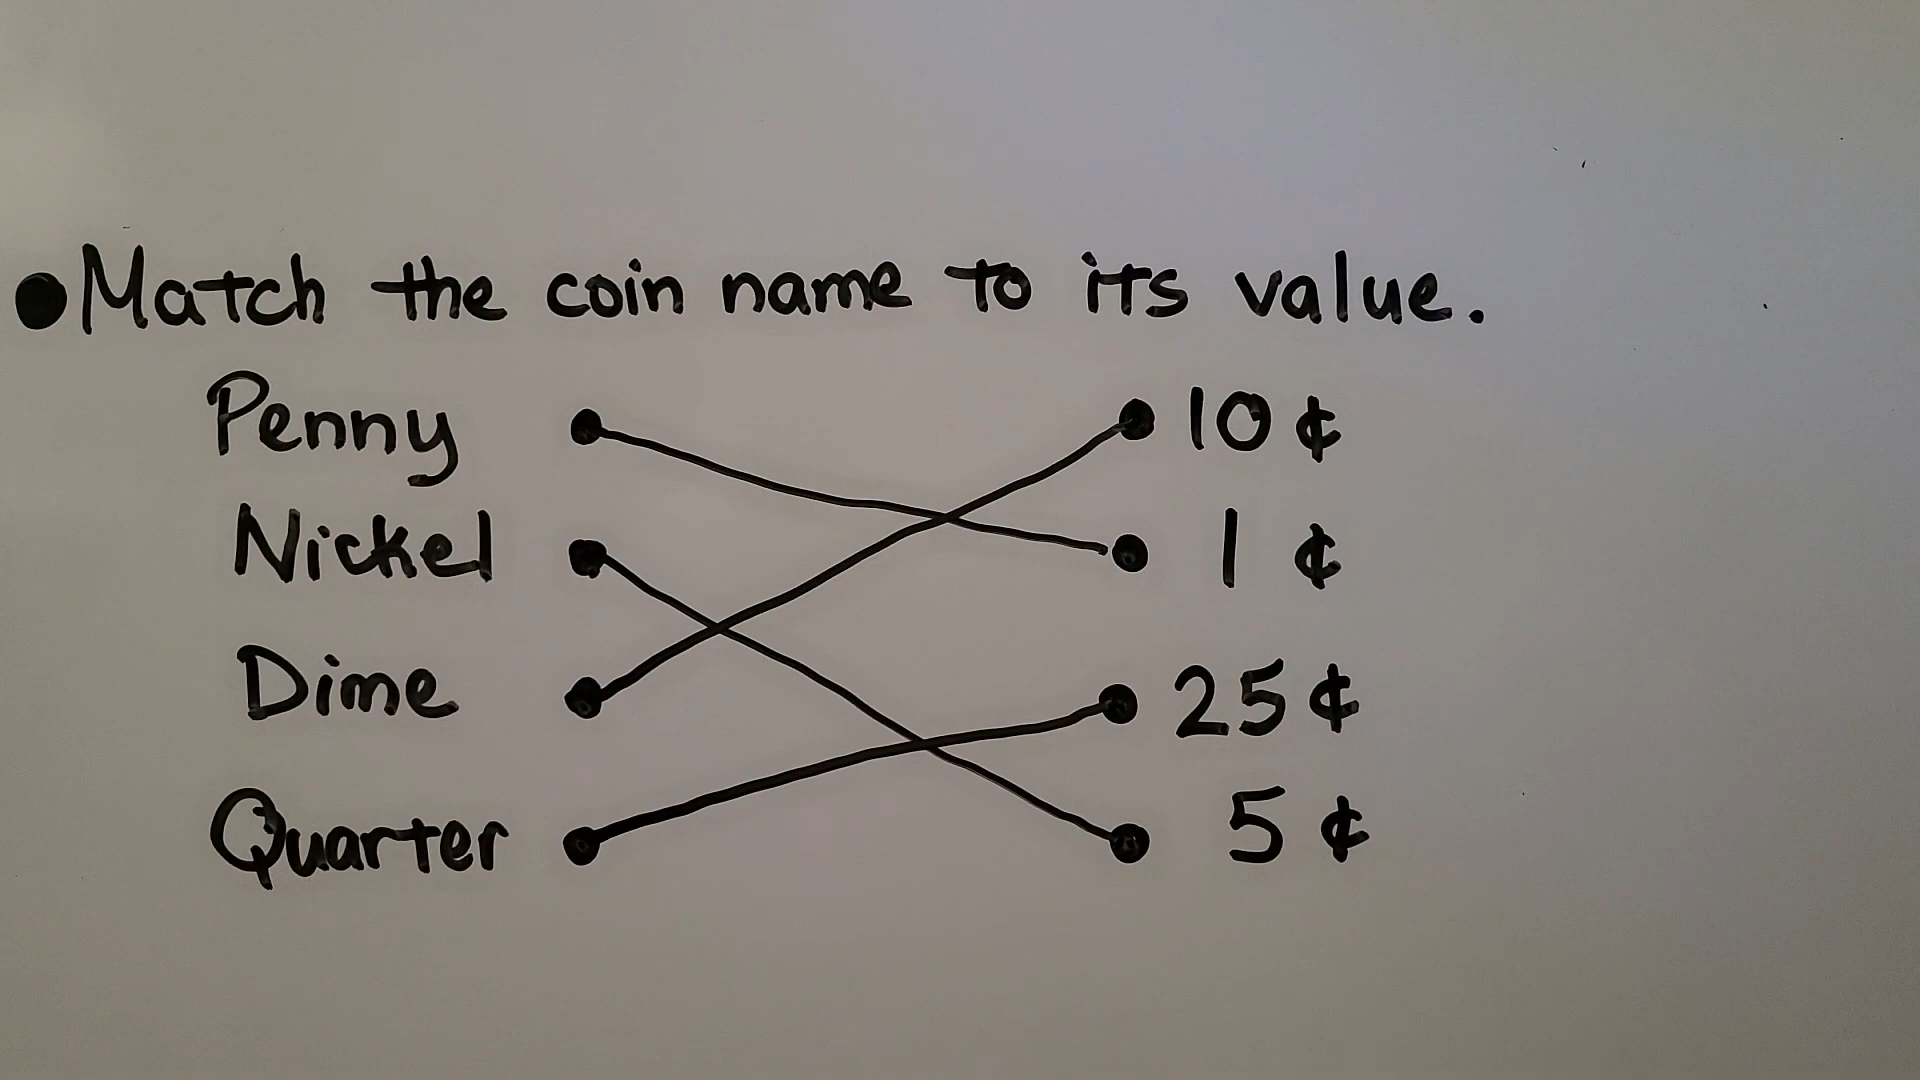 ●Match the coin name to its value.
Penny 10¢
Nickel 1¢
Dime 25¢
Quarter 5¢